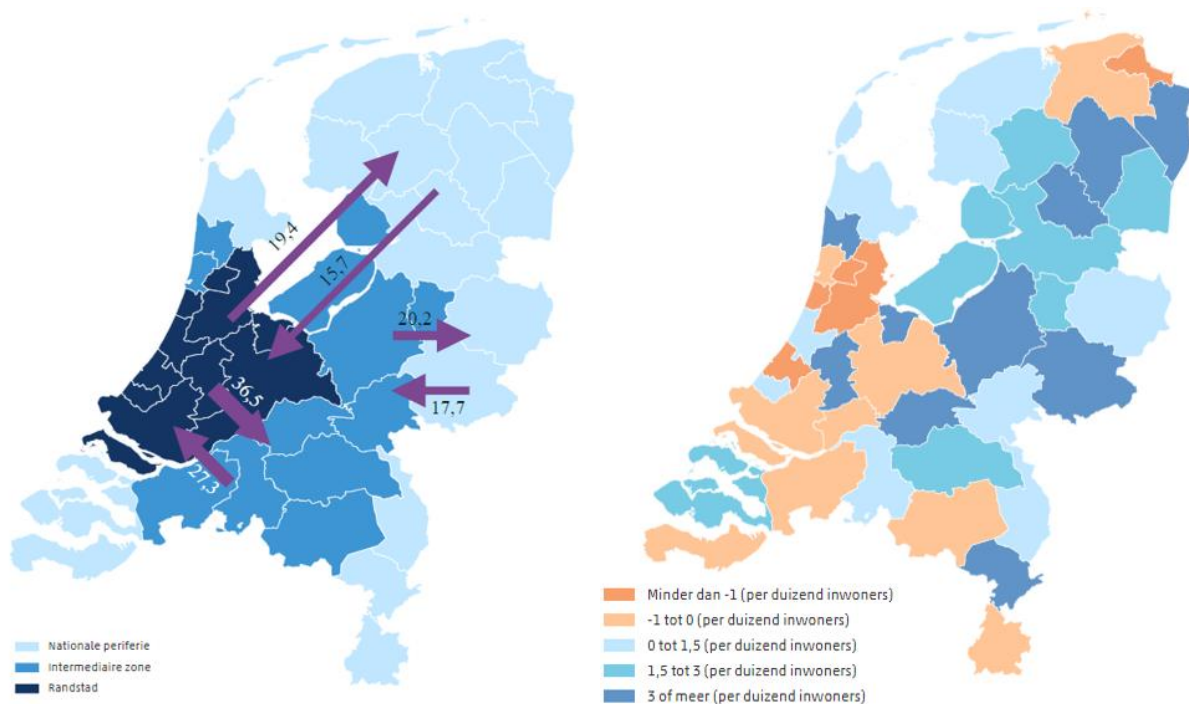 19,4
15,7
20,2
36,5
17,7
27,3
Nationale periferie
Intermediaire zone
Randstad
Minder dan -1 (per duizend inwoners)
-1 tot 0 (per duizend inwoners)
0 tot 1,5 (per duizend inwoners)
1,5 tot 3 (per duizend inwoners)
3 of meer (per duizend inwoners)